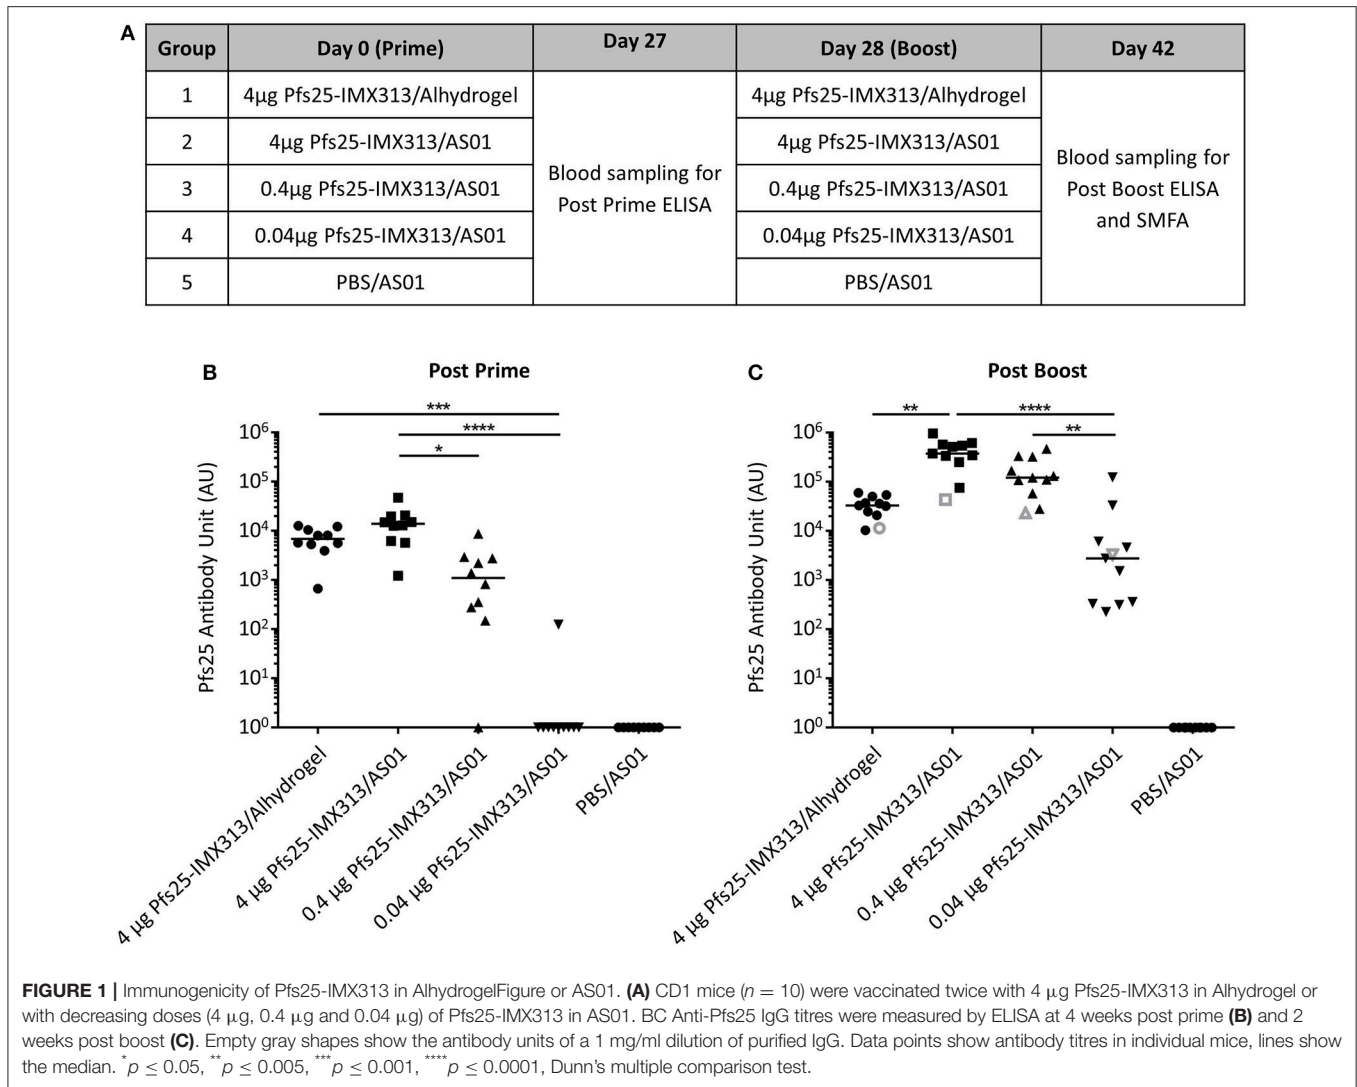 A
Group Day 0 (Prime) Day 27 Day 28 (Boost) Day 42
1 4µg Pfs25-IMX313/Alhydrogel 4µg Pfs25-IMX313/Alhydrogel
2 4µg Pfs25-IMX313/AS01 4µg Pfs25-IMX313/AS01
3 0.4µg Pfs25-IMX313/AS01 0.4µg Pfs25-IMX313/AS01
4 0.04µg Pfs25-IMX313/AS01 0.04µg Pfs25-IMX313/AS01
5 PBS/AS01 PBS/AS01
Blood sampling for
Post Prime ELISA
Blood sampling for
Post Boost ELISA
and SMFA
B
Post Prime
***
****
*
Pfs25 Antibody Unit (AU)
10⁶
10⁵
10⁴
10³
10²
10¹
10⁰
4 µg Pfs25-IMX313/Alhydrogel
4 µg Pfs25-IMX313/AS01
0.4 µg Pfs25-IMX313/AS01
0.04 µg Pfs25-IMX313/AS01
PBS/AS01
C
Post Boost
**
****
**
Pfs25 Antibody Unit (AU)
10⁶
10⁵
10⁴
10³
10²
10¹
10⁰
4 µg Pfs25-IMX313/Alhydrogel
4 µg Pfs25-IMX313/AS01
0.4 µg Pfs25-IMX313/AS01
0.04 µg Pfs25-IMX313/AS01
PBS/AS01
FIGURE 1 | Immunogenicity of Pfs25-IMX313 in AlhydrogelFigure or AS01. (A) CD1 mice (n = 10) were vaccinated twice with 4 µg Pfs25-IMX313 in Alhydrogel or
with decreasing doses (4 µg, 0.4 µg and 0.04 µg) of Pfs25-IMX313 in AS01. BC Anti-Pfs25 IgG titres were measured by ELISA at 4 weeks post prime (B) and 2
weeks post boost (C). Empty gray shapes show the antibody units of a 1 mg/ml dilution of purified IgG. Data points show antibody titres in individual mice, lines show
the median. *p ≤ 0.05, **p ≤ 0.005, ***p ≤ 0.001, ****p ≤ 0.0001, Dunn's multiple comparison test.